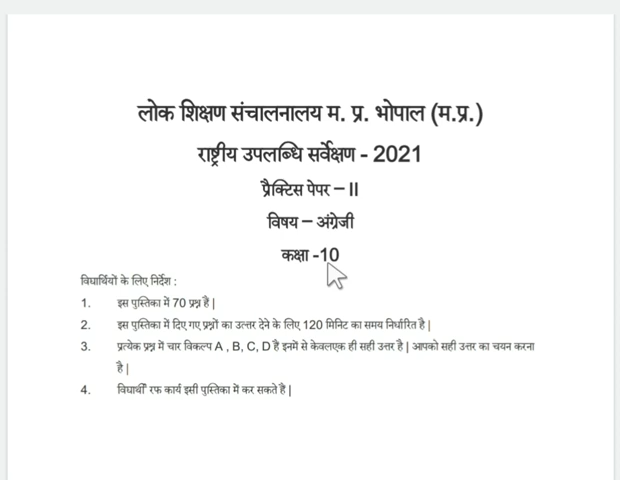 लोक शिक्षण संचालनालय म. प्र. भोपाल (म.प्र.)
राष्ट्रीय उपलब्धि सर्वेक्षण - 2021
प्रैक्टिस पेपर – II
विषय – अंग्रेजी
कक्षा -10
विद्यार्थियों के लिए निर्देश :
1. इस पुस्तिका में 70 प्रश्न हैं |
2. इस पुस्तिका में दिए गए प्रश्नों का उत्तर देने के लिए 120 मिनिट का समय निर्धारित है |
3. प्रत्येक प्रश्न में चार विकल्प A , B, C, D है इनमें से केवलएक ही सही उत्तर है | आपको सही उत्तर का चयन करना
है |
4. विद्यार्थी रफ कार्य इसी पुस्तिका में कर सकते है |